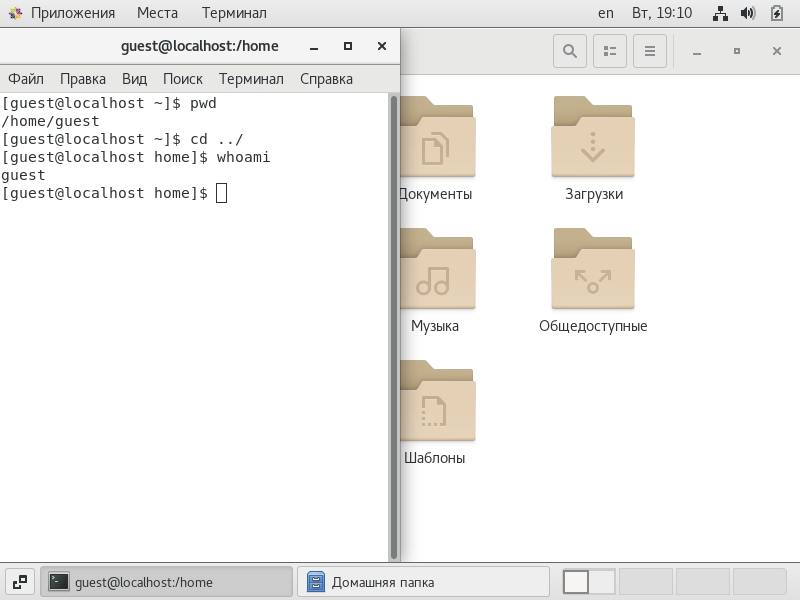 Приложения Места Терминал en Вт, 19:10
guest@localhost:/home
Файл Правка Вид Поиск Терминал Справка
[guest@localhost ~]$ pwd
/home/guest
[guest@localhost ~]$ cd ../
[guest@localhost home]$ whoami
guest
[guest@localhost home]$
Документы Загрузки
Музыка Общедоступные
Шаблоны
guest@localhost:/home Домашняя папка